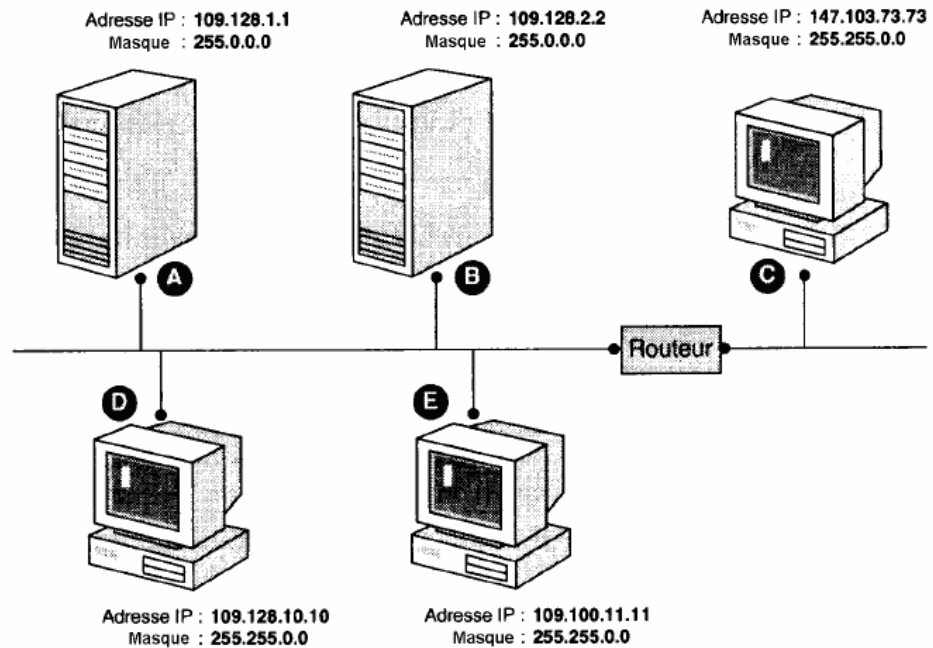 Adresse IP : 109.128.1.1
Masque : 255.0.0.0
Adresse IP : 109.128.2.2
Masque : 255.0.0.0
Adresse IP : 147.103.73.73
Masque : 255.255.0.0
A
B
C
Routeur
D
E
Adresse IP : 109.128.10.10
Masque : 255.255.0.0
Adresse IP : 109.100.11.11
Masque : 255.255.0.0